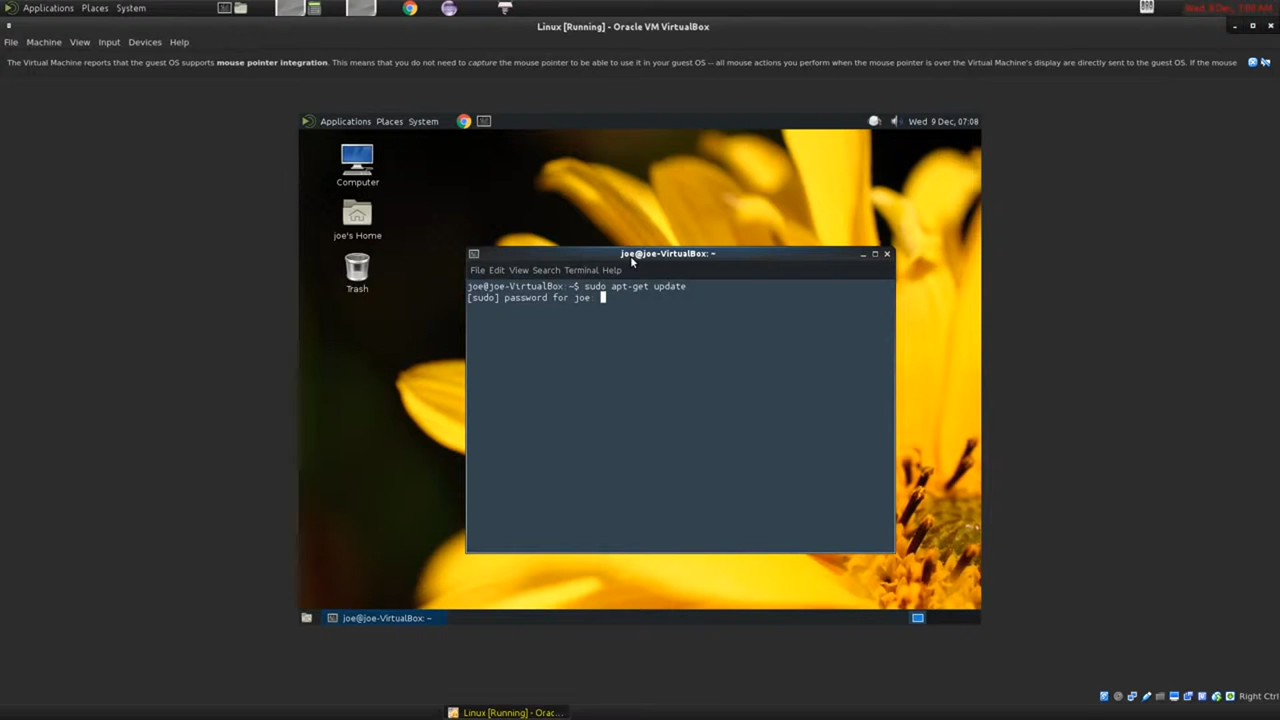 Applications Places System
Linux [Running] - Oracle VM VirtualBox
File Machine View Input Devices Help
The Virtual Machine reports that the guest OS supports mouse pointer integration. This means that you do not need to capture the mouse pointer to be able to use it in your guest OS -- all mouse actions you perform when the mouse pointer is over the Virtual Machine's display are directly sent to the guest OS. If the mouse
Applications Places System
Wed 9 Dec, 07:08
Computer
joe's Home
Trash
joe@joe-VirtualBox: ~
File Edit View Search Terminal Help
joe@joe-VirtualBox:~$ sudo apt-get update
[sudo] password for joe:
joe@joe-VirtualBox: ~
Right Ctrl
Linux [Running] - Orac...